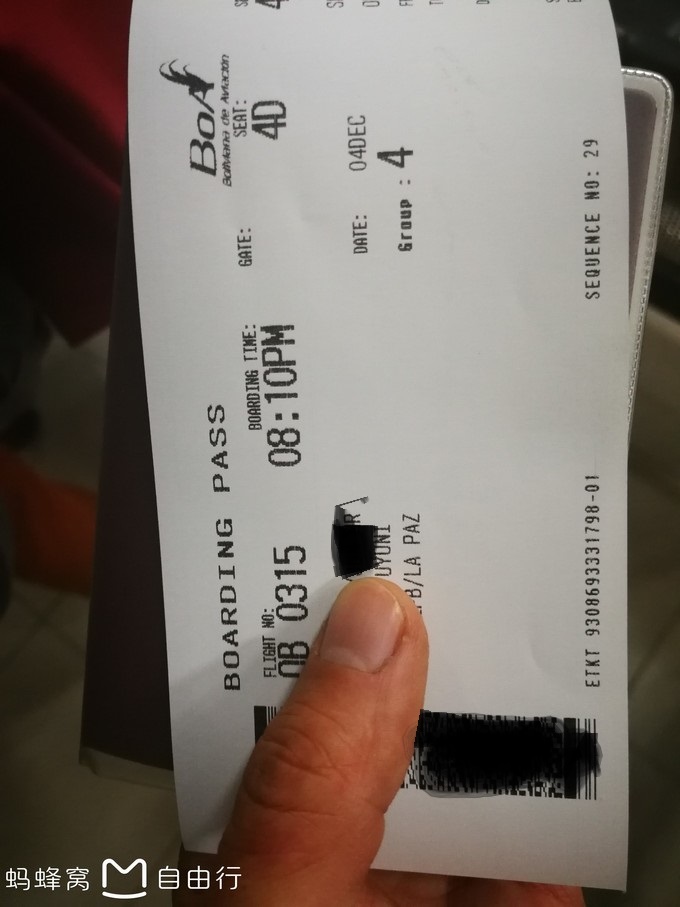 BoA
Boliviana de Aviación
BOARDING PASS
FLIGHT NO:
OB 0315
BOARDING TIME:
08:10PM
GATE:
SEAT:
4D
UYUNI
B/LA PAZ
DATE:
04DEC
Group : 4
ETKT 9308693331798-01
SEQUENCE NO: 29
蚂蜂窝 自由行